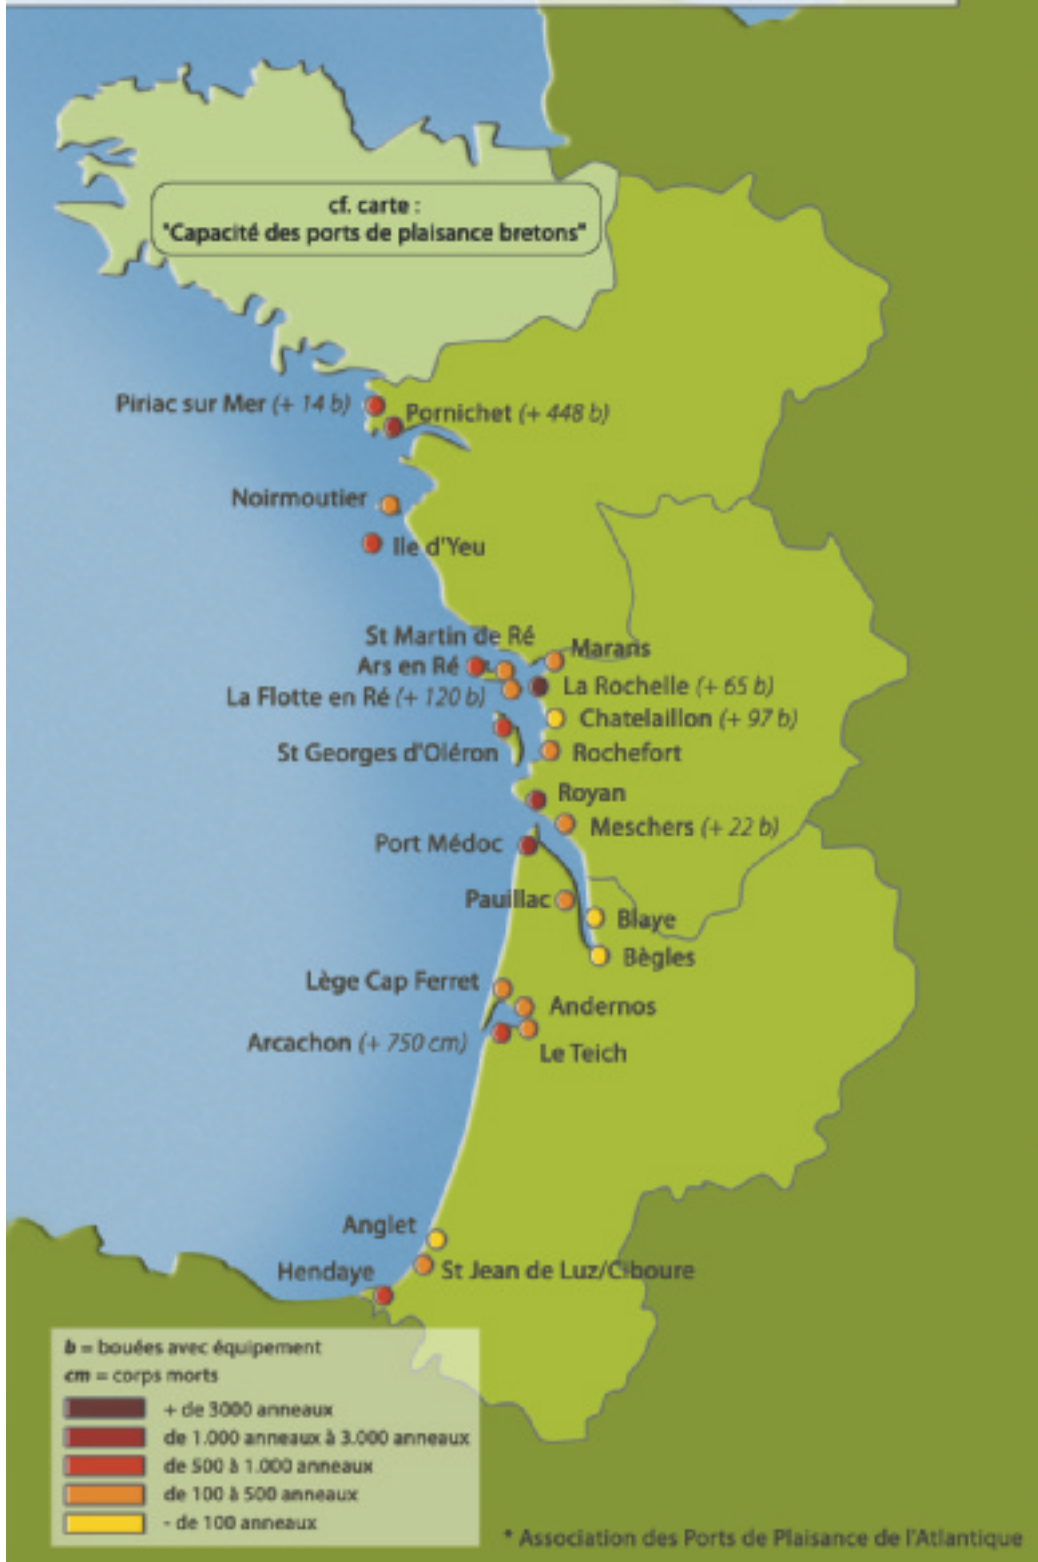 cf. carte :
"Capacité des ports de plaisance bretons"
Piriac sur Mer (+ 14 b)
Pornichet (+ 448 b)
Noirmoutier
Ile d'Yeu
St Martin de Ré
Marans
Ars en Ré
La Rochelle (+ 65 b)
La Flotte en Ré (+ 120 b)
Chatelaillon (+ 97 b)
St Georges d'Oléron
Rochefort
Royan
Meschers (+ 22 b)
Port Médoc
Pauillac
Blaye
Bègles
Lège Cap Ferret
Andernos
Arcachon (+ 750 cm)
Le Teich
Anglet
St Jean de Luz/Ciboure
Hendaye
b = bouées avec équipement
cm = corps morts
+ de 3000 anneaux
de 1.000 anneaux à 3.000 anneaux
de 500 à 1.000 anneaux
de 100 à 500 anneaux
- de 100 anneaux
* Association des Ports de Plaisance de l'Atlantique